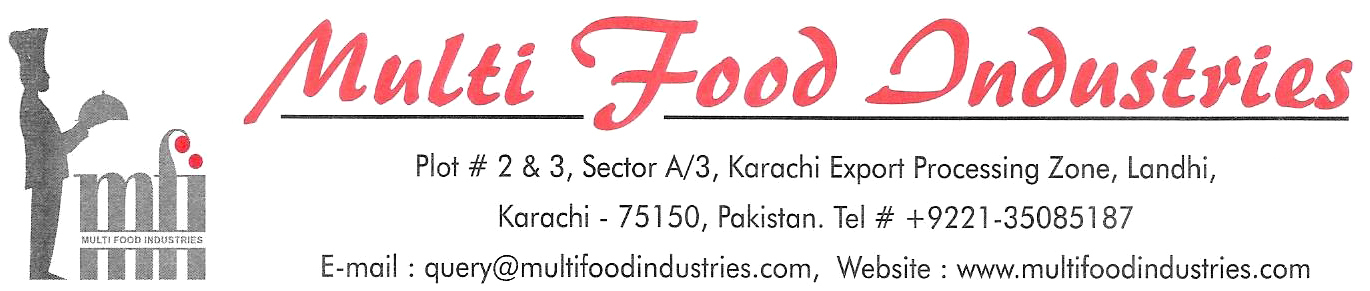 Multi Food Industries
mfi
MULTI FOOD INDUSTRIES
Plot # 2 & 3, Sector A/3, Karachi Export Processing Zone, Landhi,
Karachi - 75150, Pakistan. Tel # +9221-35085187
E-mail : query@multifoodindustries.com, Website : www.multifoodindustries.com